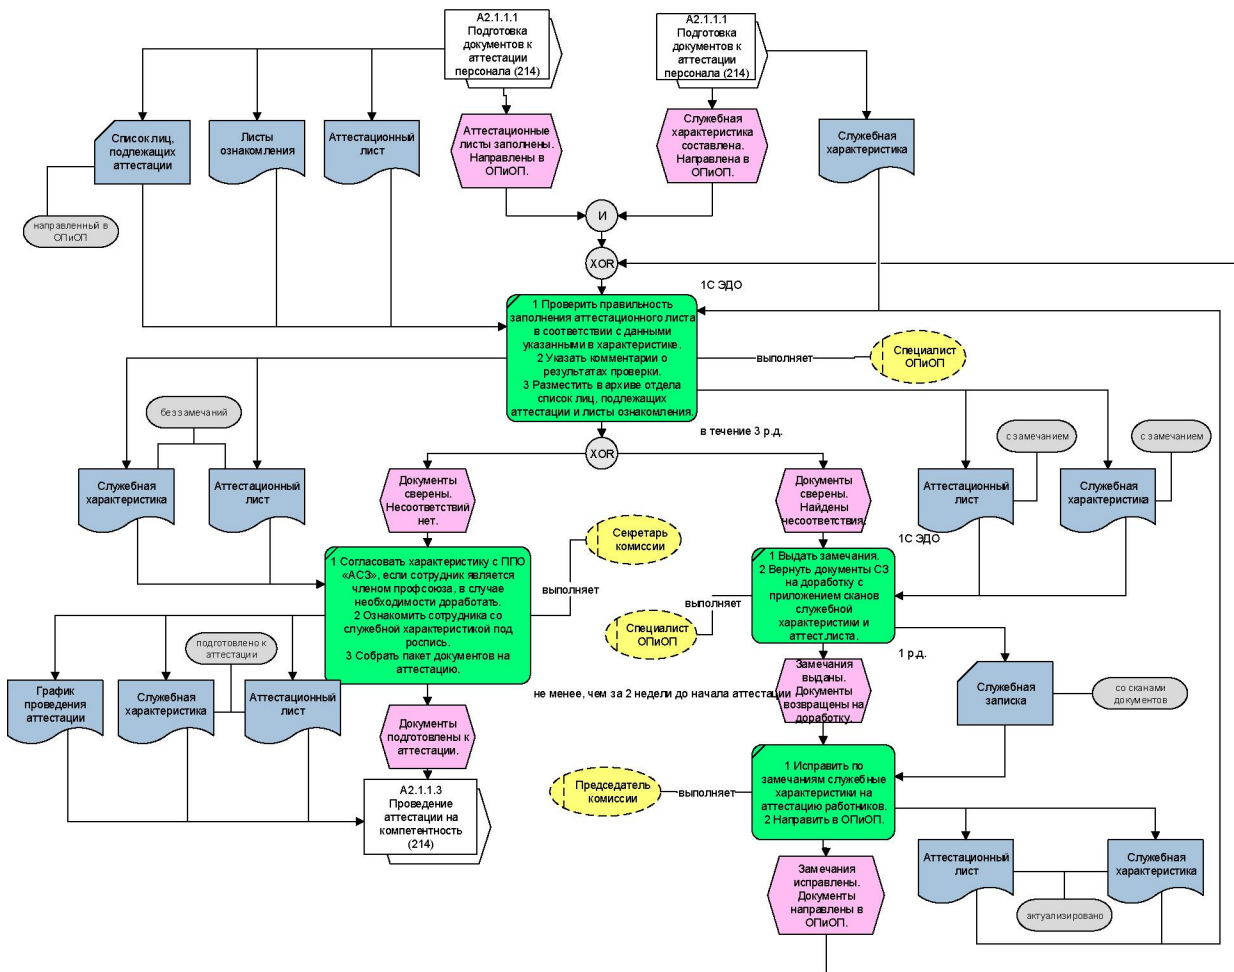 А2.1.1.1
Подготовка
документов к
аттестации
персонала (214)
А2.1.1.1
Подготовка
документов к
аттестации
персонала (214)
Список лиц,
подлежащих
аттестации
Листы
ознакомления
Аттестационный
лист
Аттестационные
листы заполнены.
Направлены в
ОПиОП.
Служебная
характеристика
составлена.
Направлена в
ОПиОП.
Служебная
характеристика
направленный в
ОПиОП
И
XOR
1С ЭДО
1 Проверить правильность
заполнения аттестационного листа
в соответствии с данными
указанными в характеристике.
2 Указать комментарии о
результатах проверки.
3 Разместить в архиве отдела
список лиц, подлежащих
аттестации и листы ознакомления.
выполняет
Специалист
ОПиОП
в течение 3 р.д.
XOR
без замечаний
с замечанием
с замечанием
Служебная
характеристика
Аттестационный
лист
Документы
сверены.
Несоответствий
нет.
Документы
сверены.
Найдены
несоответствия.
Аттестационный
лист
Служебная
характеристика
1С ЭДО
Секретарь
комиссии
выполняет
1 Согласовать характеристику с ППО
«АСЗ», если сотрудник является
членом профсоюза, в случае
необходимости доработать.
2 Ознакомить сотрудника со
служебной характеристикой под
роспись.
3 Собрать пакет документов на
аттестацию.
1 Выдать замечания.
2 Вернуть документы СЗ
на доработку с
приложением сканов
служебной
характеристики и
аттест.листа.
выполняет
Специалист
ОПиОП
1 р.д.
подготовлено к
аттестации
График
проведения
аттестации
Служебная
характеристика
Аттестационный
лист
не менее, чем за 2 недели до начала аттестации
Замечания
выданы.
Документы
возвращены на
доработку.
Служебная
записка
со сканами
документов
Документы
подготовлены к
аттестации.
А2.1.1.3
Проведение
аттестации на
компетентность
(214)
Председатель
комиссии
выполняет
1 Исправить по
замечаниям служебные
характеристики на
аттестацию работников.
2 Направить в ОПиОП.
Замечания
исправлены.
Документы
направлены в
ОПиОП.
Аттестационный
лист
Служебная
характеристика
актуализировано